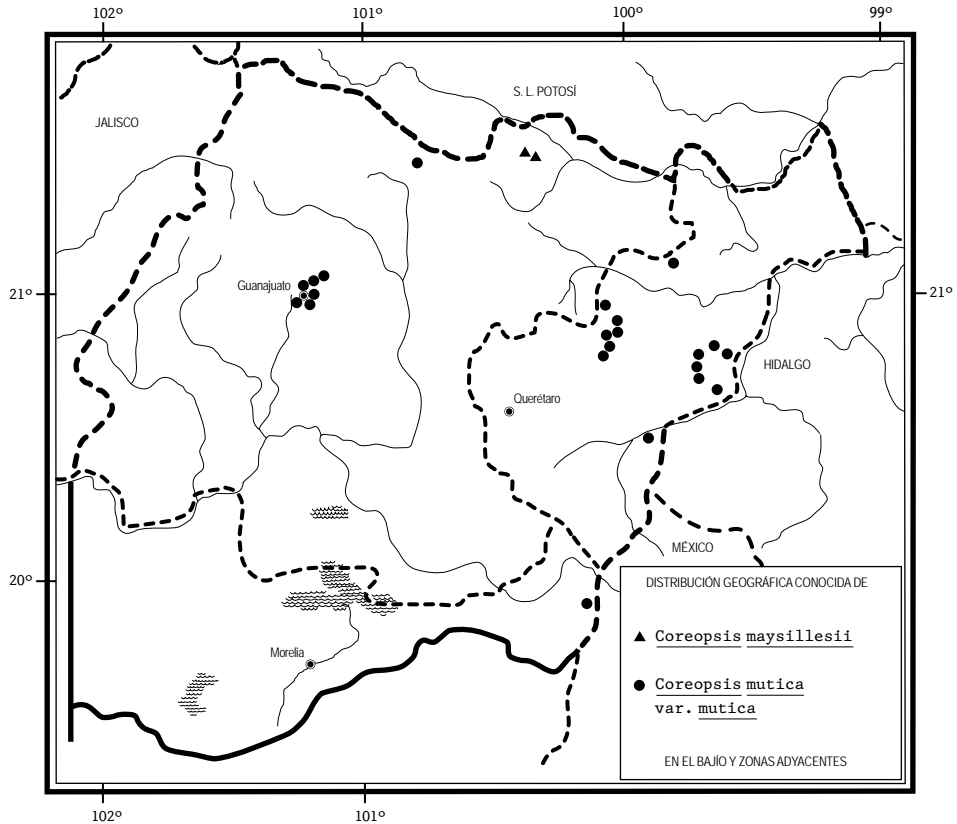 102º 101º 100º 99º
S. L. POTOSÍ
JALISCO
Guanajuato
21º 21º
HIDALGO
Querétaro
MÉXICO
20º
DISTRIBUCIÓN GEOGRÁFICA CONOCIDA DE
Coreopsis maysillesii
Morelia
Coreopsis mutica
var. mutica
EN EL BAJÍO Y ZONAS ADYACENTES
102º 101º